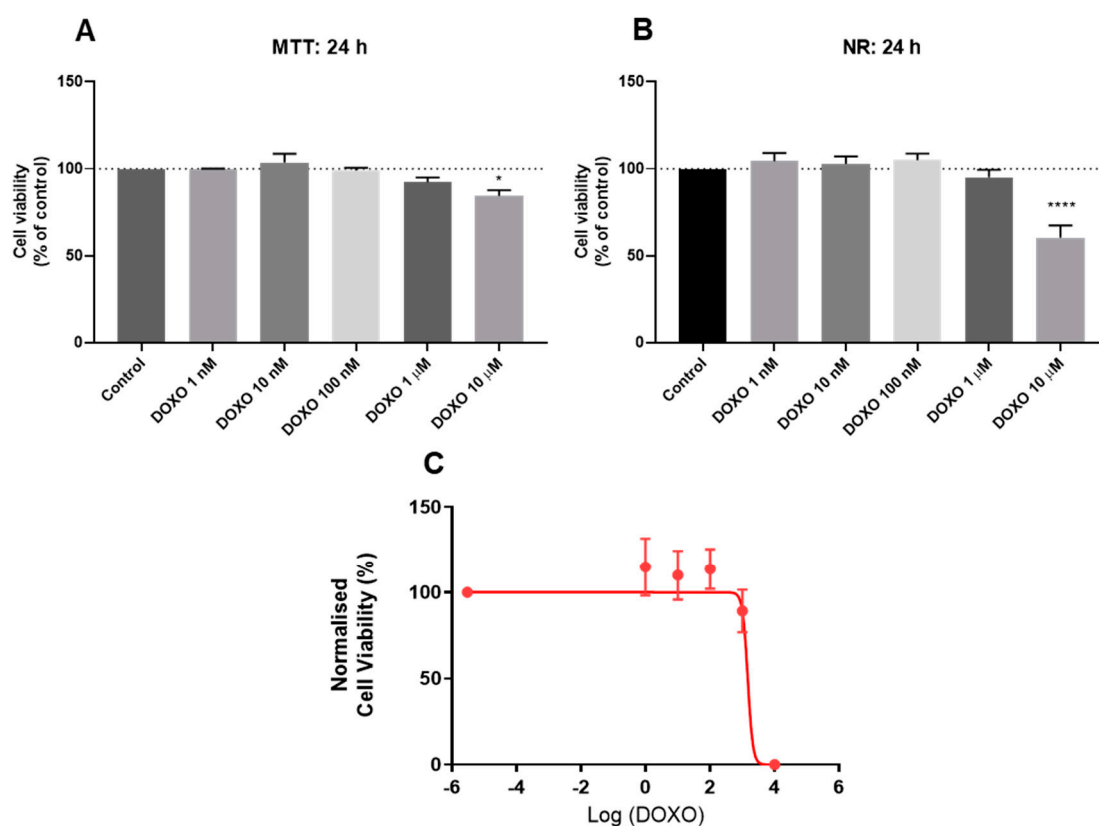 A
MTT: 24 h
Cell viability
(% of control)
150
100
50
0
*
Control
DOXO 1 nM
DOXO 10 nM
DOXO 100 nM
DOXO 1 μM
DOXO 10 μM
B
NR: 24 h
Cell viability
(% of control)
150
100
50
0
****
Control
DOXO 1 nM
DOXO 10 nM
DOXO 100 nM
DOXO 1 μM
DOXO 10 μM
C
Normalised
Cell Viability (%)
150
100
50
0
-6 -4 -2 0 2 4 6
Log (DOXO)